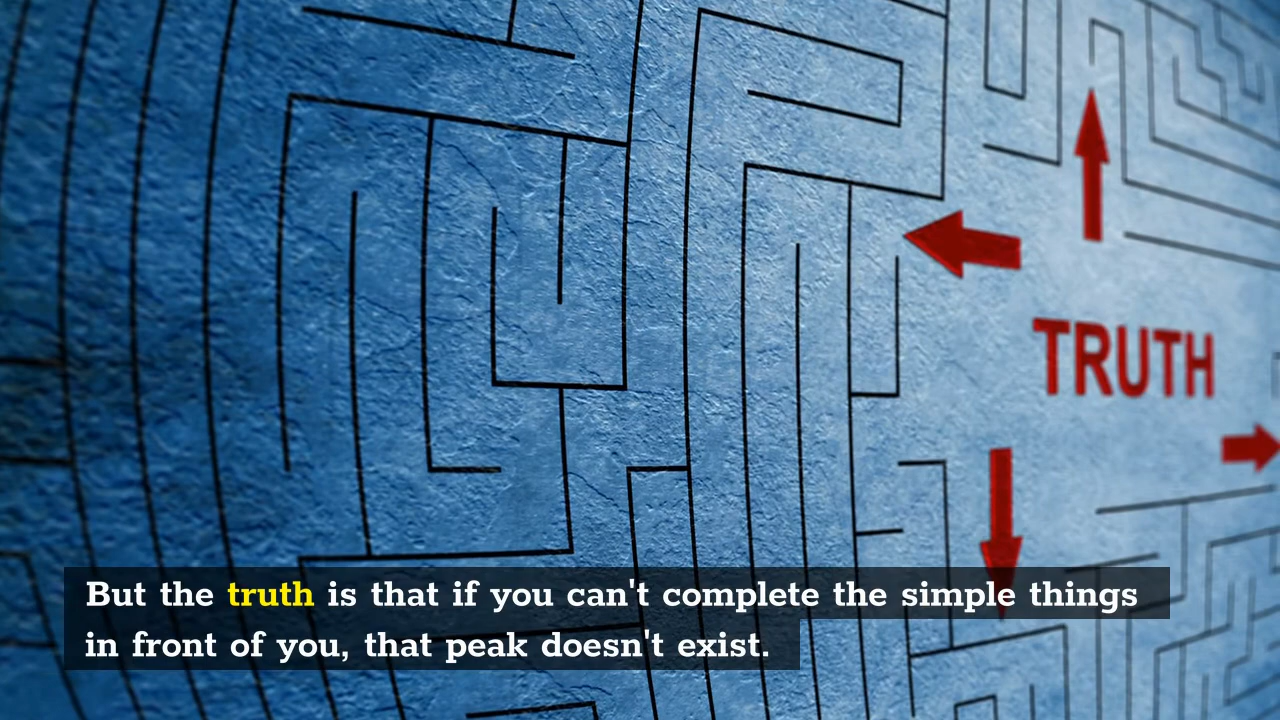 TRUTH
But the truth is that if you can't complete the simple things
in front of you, that peak doesn't exist.